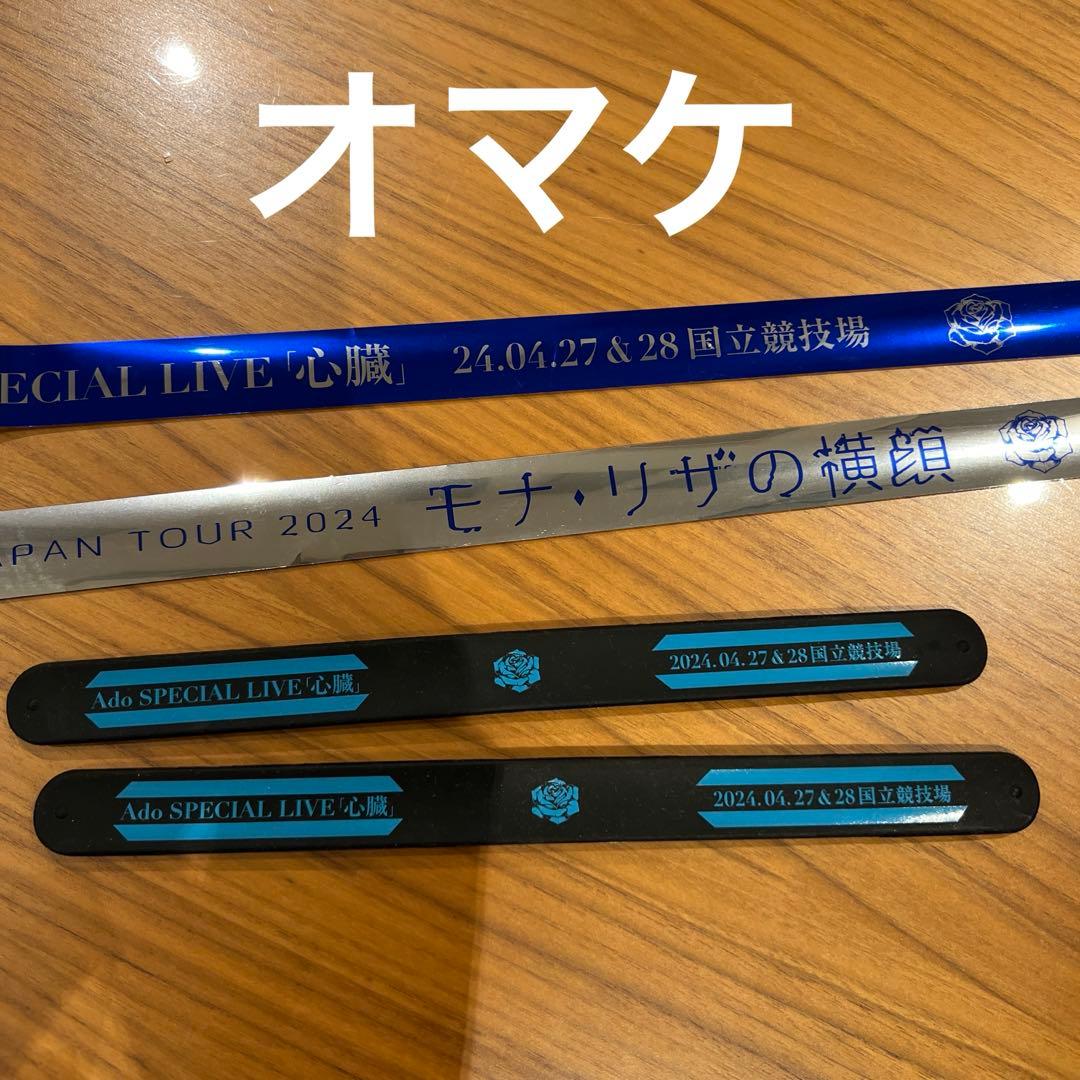 オマケ
ECIAL LIVE「心臓」 24.04.27&28国立競技場
APAN TOUR 2024 モナ・リザの横顔
Ado SPECIAL LIVE「心臓」 2024.04.27&28国立競技場
Ado SPECIAL LIVE「心臓」 2024.04.27&28国立競技場